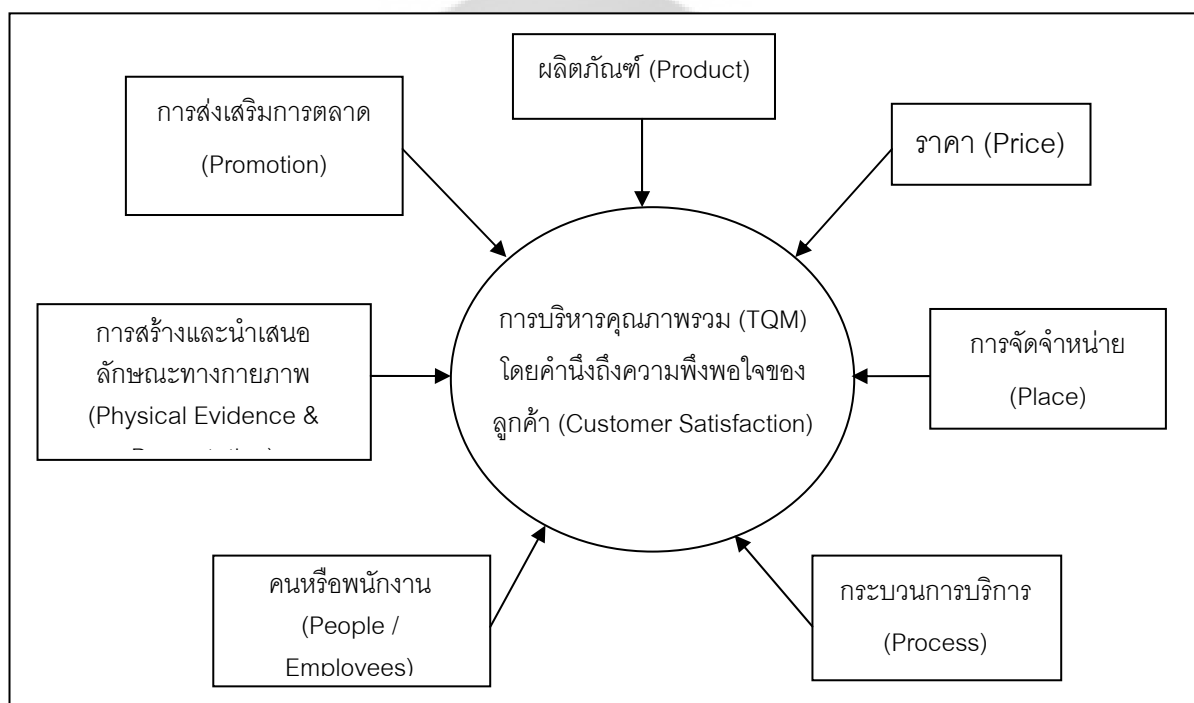 ผลิตภัณฑ์ (Product)
การส่งเสริมการตลาด
(Promotion)
ราคา (Price)
การสร้างและนำเสนอ
ลักษณะทางกายภาพ
(Physical Evidence &
การบริหารคุณภาพรวม (TQM)
โดยคำนึงถึงความพึงพอใจของ
ลูกค้า (Customer Satisfaction)
การจัดจำหน่าย
(Place)
คนหรือพนักงาน
(People /
Employees)
กระบวนการบริการ
(Process)